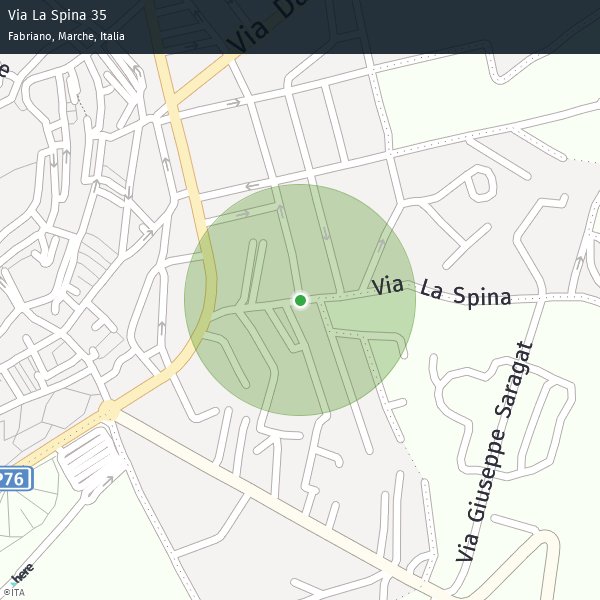 Via La Spina 35
Fabriano, Marche, Italia
Via Da
Via La Spina
Via Giuseppe Saragat
P76
here
©ITA